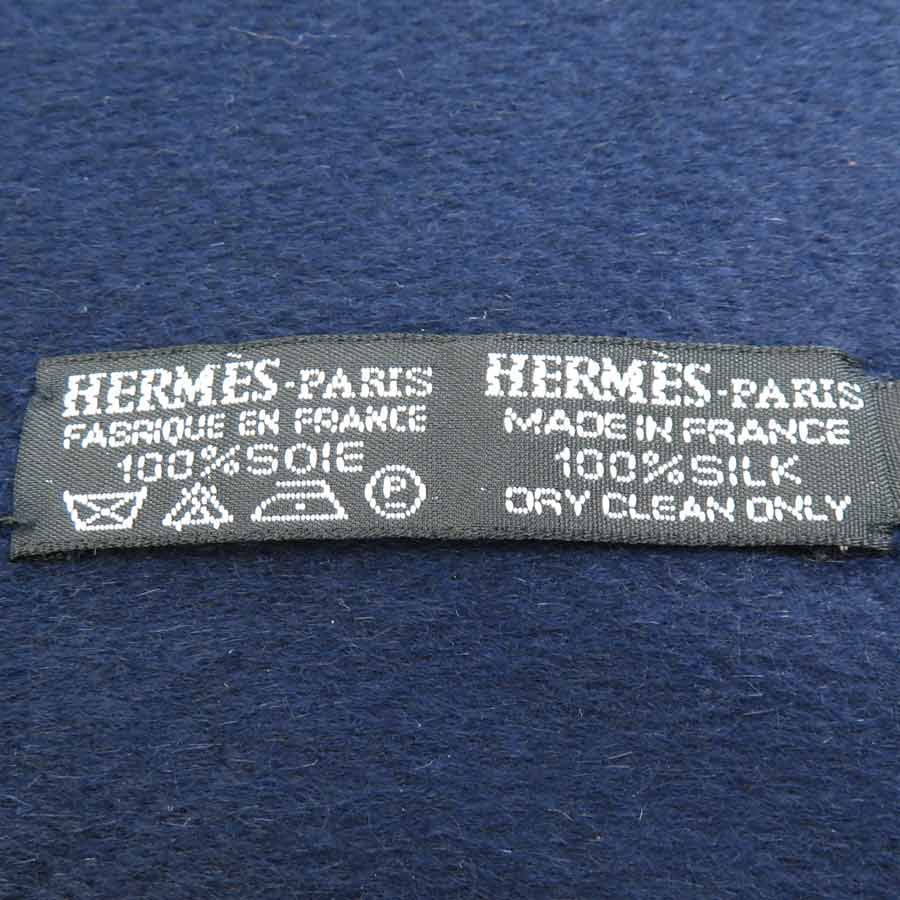 HERMÈS-PARIS
FABRIQUE EN FRANCE
100% SOIE
P
HERMÈS-PARIS
MADE IN FRANCE
100% SILK
DRY CLEAN ONLY